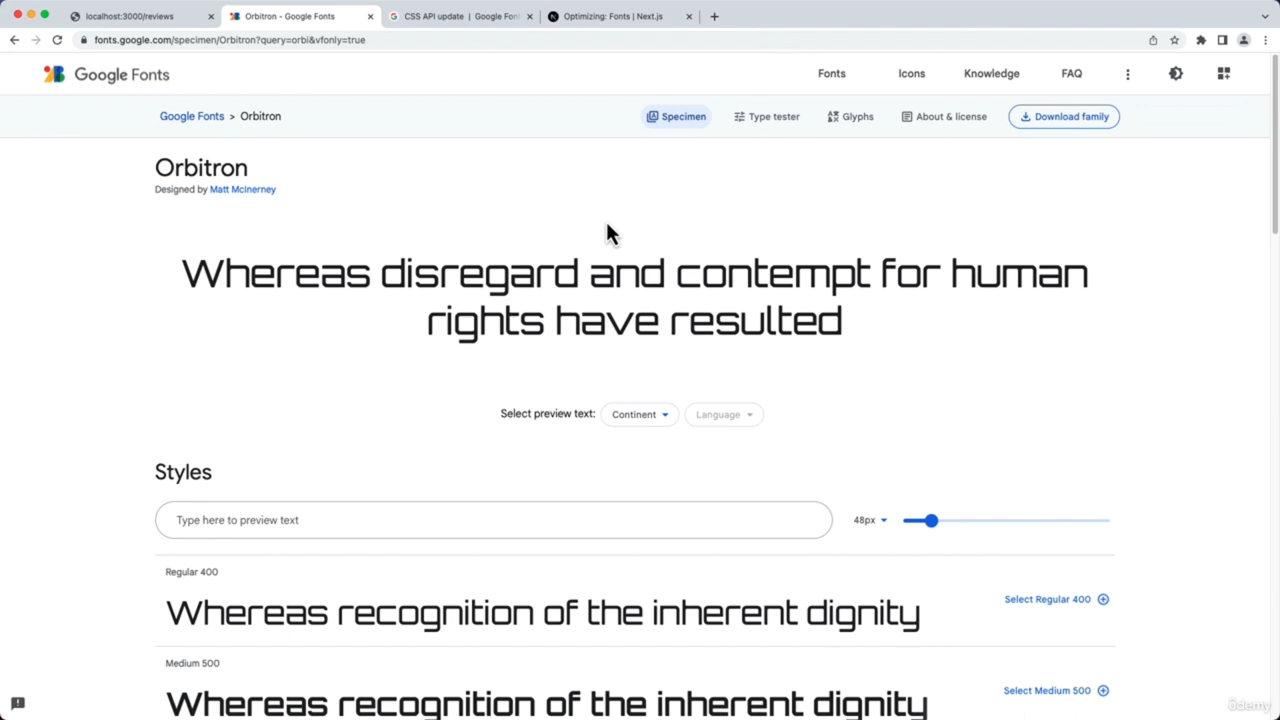 localhost:3000/reviews
Orbitron - Google Fonts
CSS API update | Google Fon
Optimizing: Fonts | Next.js
fonts.google.com/specimen/Orbitron?query=orbi&vfonly=true
Google Fonts
Fonts
Icons
Knowledge
FAQ
Google Fonts > Orbitron
Specimen
Type tester
Glyphs
About & license
Download family
Orbitron
Designed by Matt McInerney
Whereas disregard and contempt for human
rights have resulted
Select preview text:
Continent
Language
Styles
Type here to preview text
48px
Regular 400
Whereas recognition of the inherent dignity
Select Regular 400
Medium 500
Whereas recognition of the inherent dignity
Select Medium 500
ûdemy